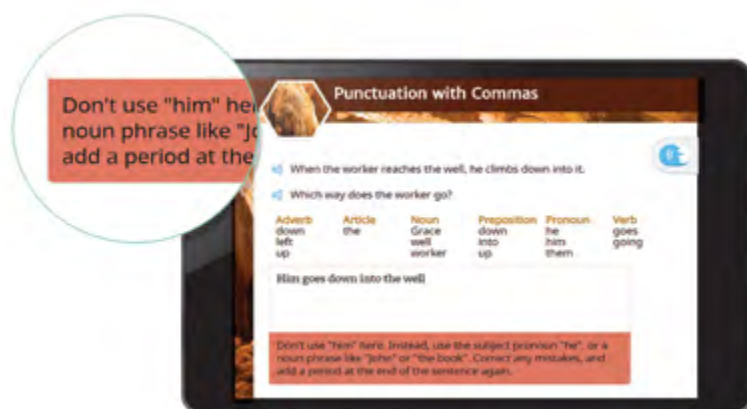 Don't use "him" her
noun phrase like "jo
add a period at the
Punctuation with Commas
When the worker reaches the well, he climbs down into it.
Which way does the worker go?
Adverb Article Noun Preposition Pronoun Verb
down the Grace down he goes
left well into him going
up worker up them
Him goes down into the well
Don't use "him" here. Instead, use the subject pronoun "he", or a
noun phrase like "John" or "the book". Correct any mistakes, and
add a period at the end of the sentence again.